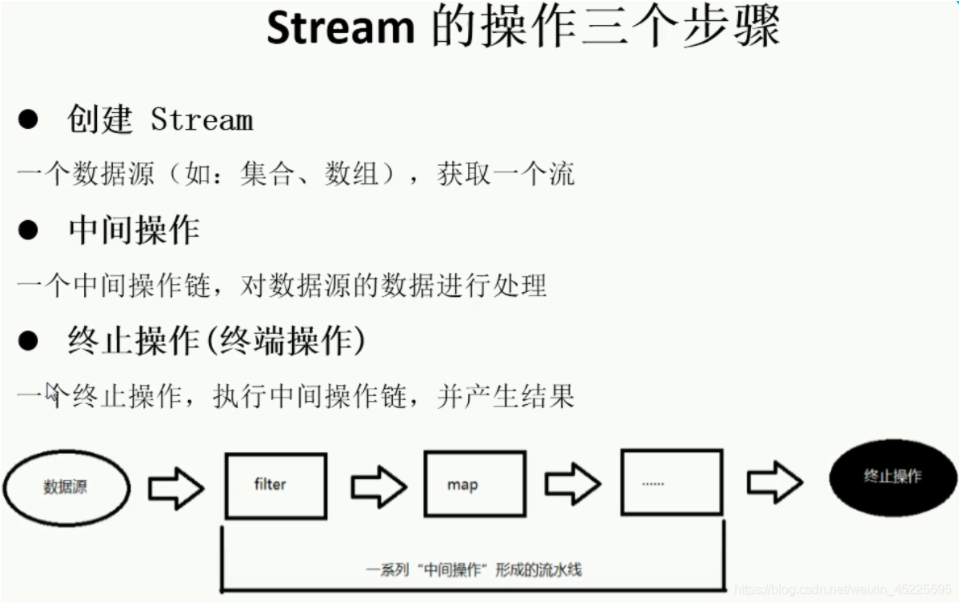 Stream 的操作三个步骤
● 创建 Stream
一个数据源（如：集合、数组），获取一个流
● 中间操作
一个中间操作链，对数据源的数据进行处理
● 终止操作(终端操作)
一个终止操作，执行中间操作链，并产生结果
数据源
filter
map
……
终止操作
一系列“中间操作”形成的流水线
https://blog.csdn.net/weixin_45225595